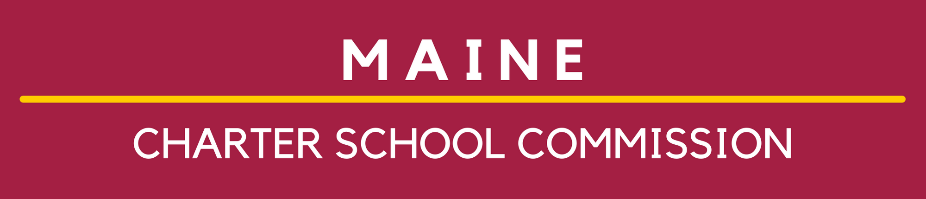 MAINE
CHARTER SCHOOL COMMISSION